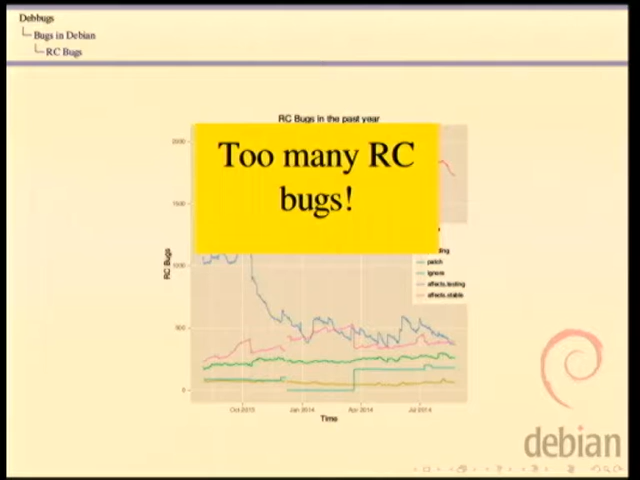 Debbugs
Bugs in Debian
RC Bugs
RC Bugs in the past year
2000
Too many RC
bugs!
1500
1000
patch
ignore
affects.testing
affects.stable
RC Bugs
500
0
Oct 2013
Jan 2014
Apr 2014
Jul 2014
Time
debian